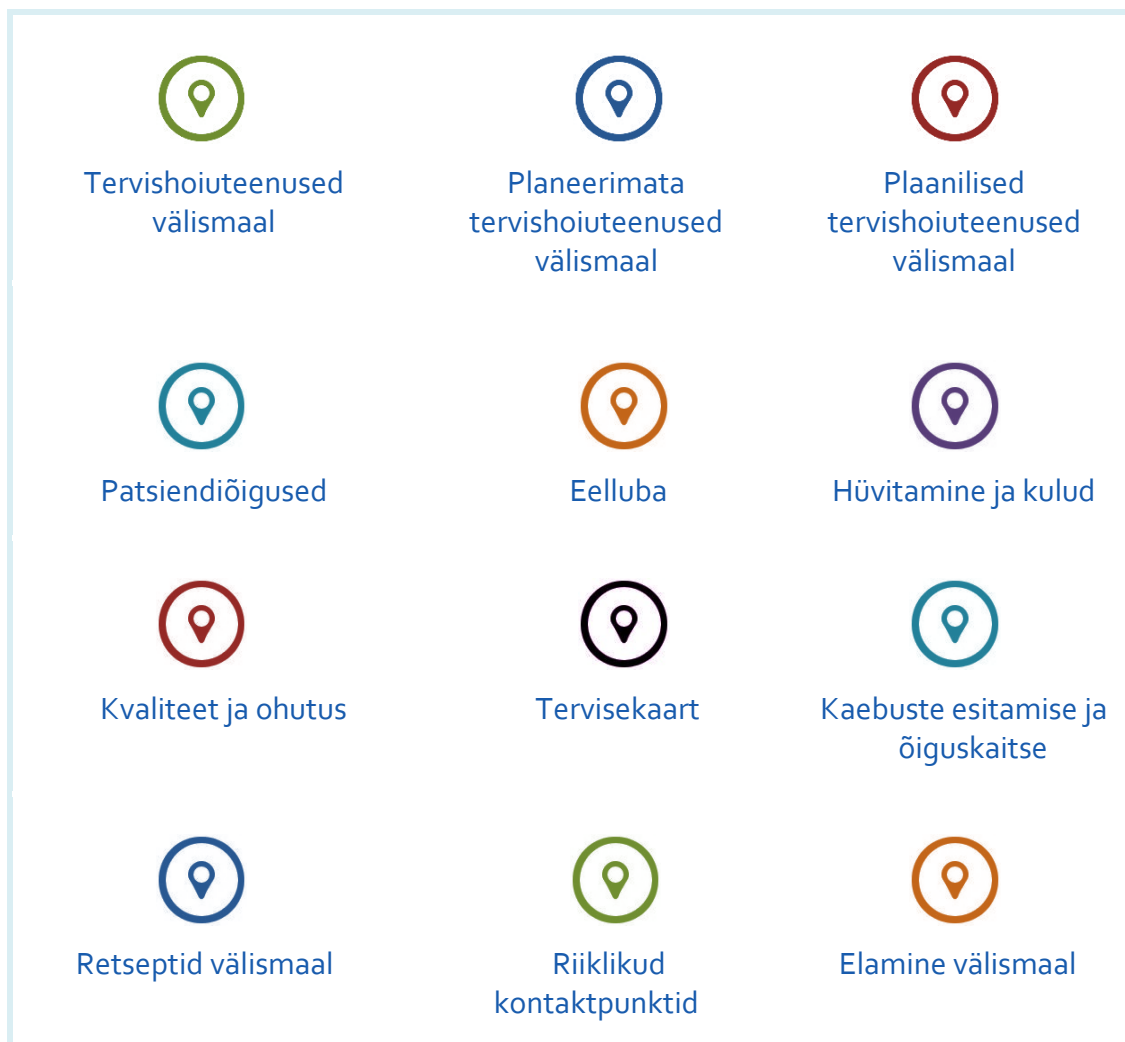 Tervishoiuteenused
välismaal
Planeerimata
tervishoiuteenused
välismaal
Plaanilised
tervishoiuteenused
välismaal
Patsiendiõigused
Eelluba
Hüvitamine ja kulud
Kvaliteet ja ohutus
Tervisekaart
Kaebuste esitamise ja
õiguskaitse
Retseptid välismaal
Riiklikud
kontaktpunktid
Elamine välismaal